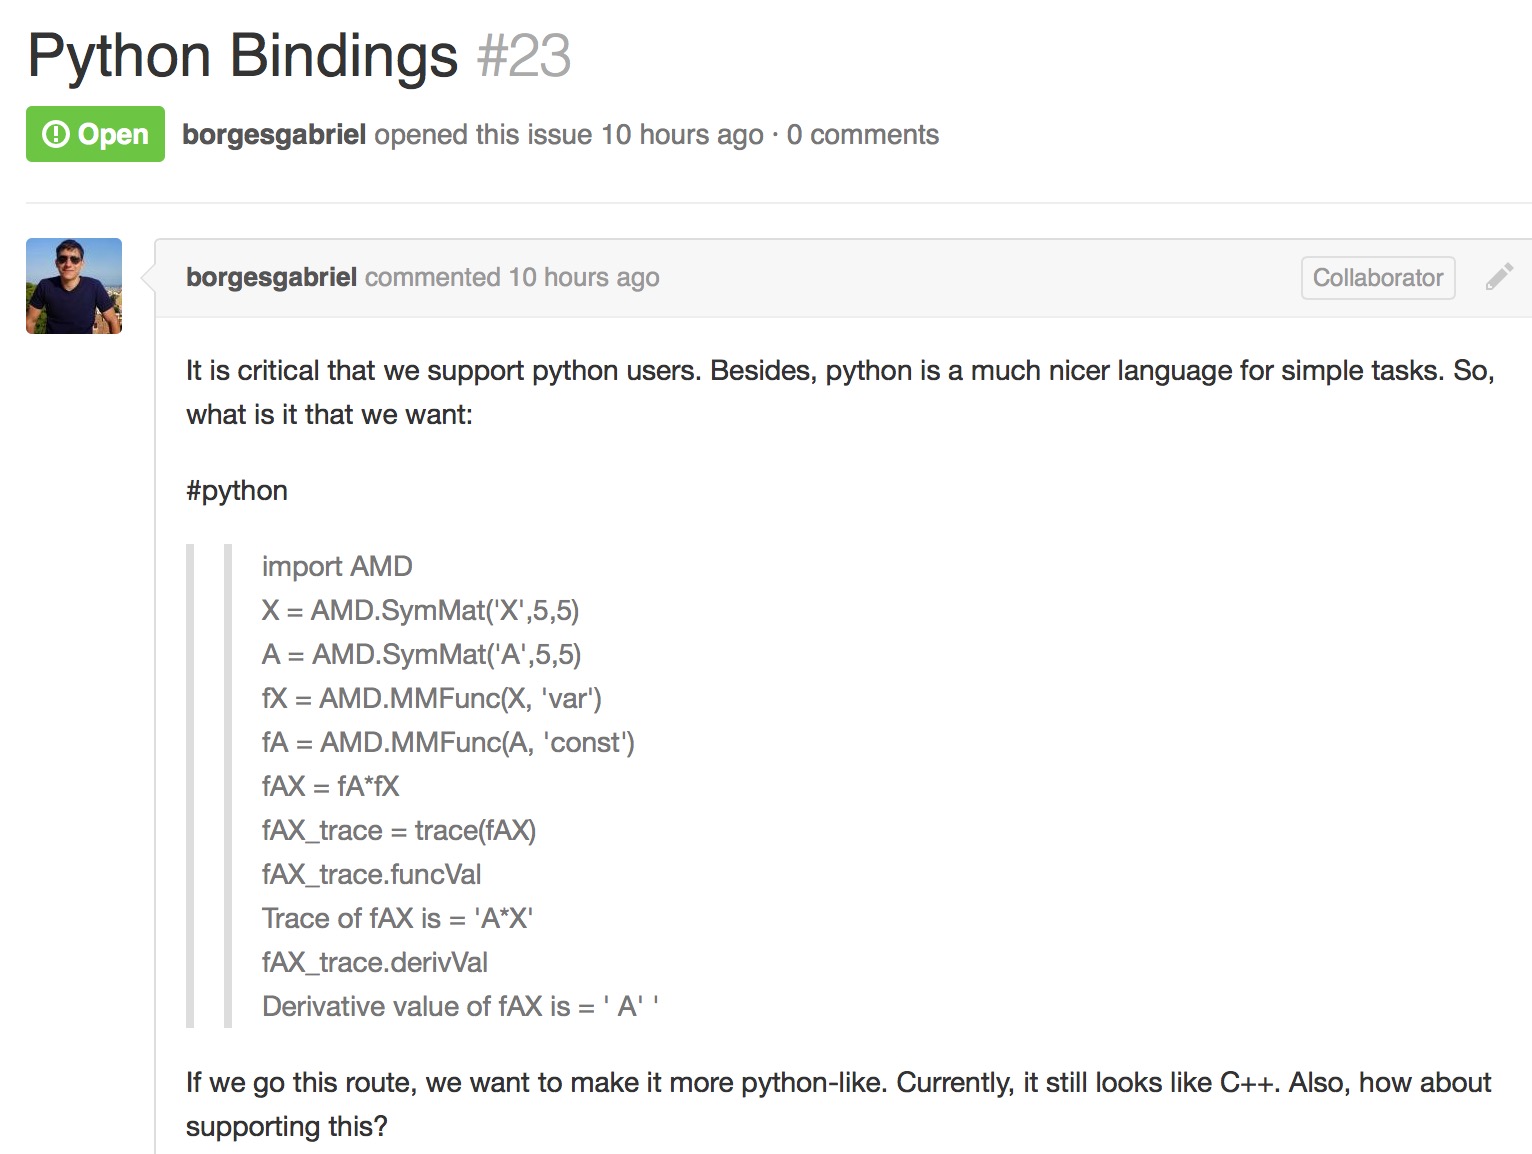 Python Bindings #23
Open borgesgabriel opened this issue 10 hours ago · 0 comments
borgesgabriel commented 10 hours ago Collaborator
It is critical that we support python users. Besides, python is a much nicer language for simple tasks. So,
what is it that we want:
#python
import AMD
X = AMD.SymMat('X',5,5)
A = AMD.SymMat('A',5,5)
fX = AMD.MMFunc(X, 'var')
fA = AMD.MMFunc(A, 'const')
fAX = fA*fX
fAX_trace = trace(fAX)
fAX_trace.funcVal
Trace of fAX is = 'A*X'
fAX_trace.derivVal
Derivative value of fAX is = ' A' '
If we go this route, we want to make it more python-like. Currently, it still looks like C++. Also, how about
supporting this?